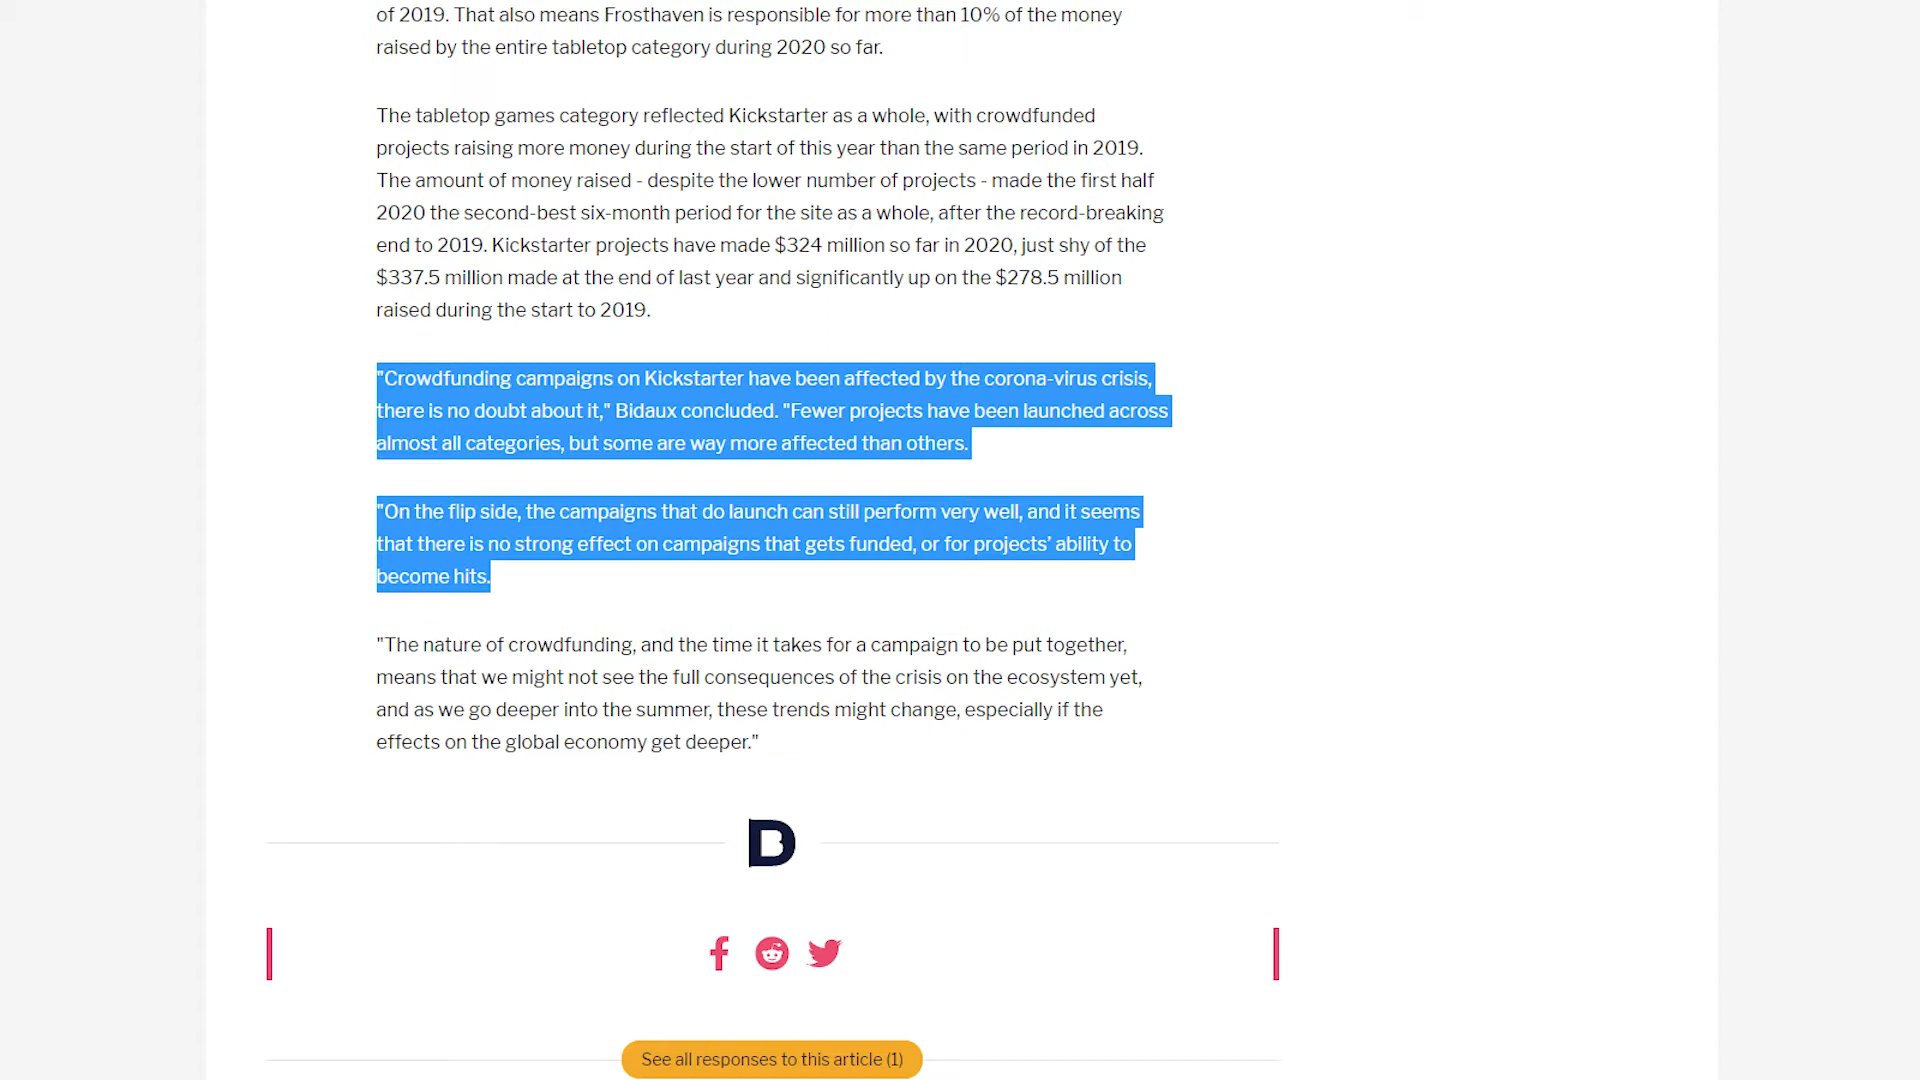 of 2019. That also means Frosthaven is responsible for more than 10% of the money
raised by the entire tabletop category during 2020 so far.
The tabletop games category reflected Kickstarter as a whole, with crowdfunded
projects raising more money during the start of this year than the same period in 2019.
The amount of money raised - despite the lower number of projects - made the first half
2020 the second-best six-month period for the site as a whole, after the record-breaking
end to 2019. Kickstarter projects have made $324 million so far in 2020, just shy of the
$337.5 million made at the end of last year and significantly up on the $278.5 million
raised during the start to 2019.
"Crowdfunding campaigns on Kickstarter have been affected by the corona-virus crisis,
there is no doubt about it," Bidaux concluded. "Fewer projects have been launched across
almost all categories, but some are way more affected than others.
"On the flip side, the campaigns that do launch can still perform very well, and it seems
that there is no strong effect on campaigns that gets funded, or for projects’ ability to
become hits.
"The nature of crowdfunding, and the time it takes for a campaign to be put together,
means that we might not see the full consequences of the crisis on the ecosystem yet,
and as we go deeper into the summer, these trends might change, especially if the
effects on the global economy get deeper."
See all responses to this article (1)